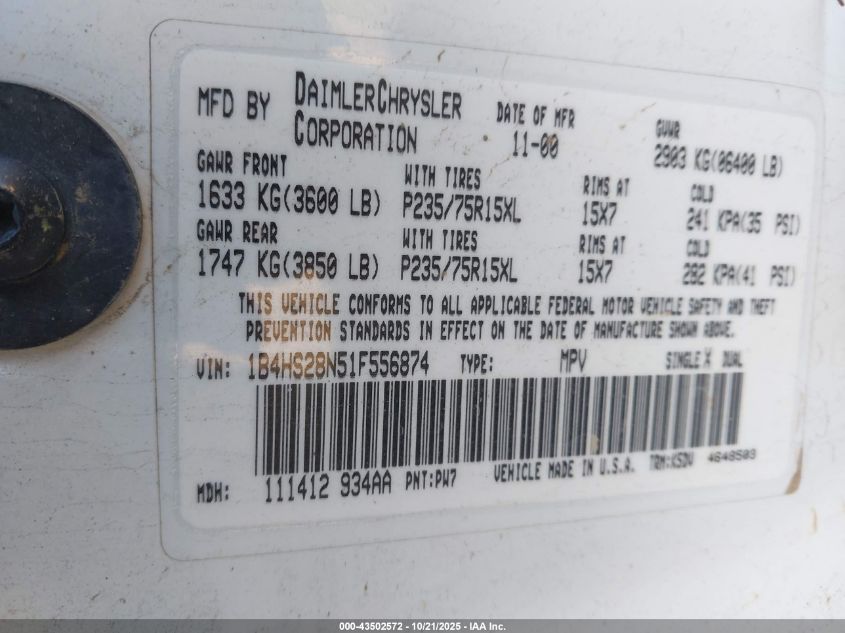 MFD BY DAIMLERCHRYSLER CORPORATION DATE OF MFR 11-00 GVWR 2903 KG(06400 LB)
GAWR FRONT WITH TIRES RIMS AT COLD
1633 KG(3600 LB) P235/75R15XL 15X7 241 KPA(35 PSI)
GAWR REAR WITH TIRES RIMS AT COLD
1747 KG(3850 LB) P235/75R15XL 15X7 282 KPA(41 PSI)
THIS VEHICLE CONFORMS TO ALL APPLICABLE FEDERAL MOTOR VEHICLE SAFETY AND THEFT
PREVENTION STANDARDS IN EFFECT ON THE DATE OF MANUFACTURE SHOWN ABOVE.
VIN: 1B4HS28N51F556874 TYPE: MPV SINGLE X DUAL
MDH: 111412 934AA PNT:PW7 VEHICLE MADE IN U.S.A. TRM:K5DV 4648503
000-43502572 - 10/21/2025 - IAA Inc.